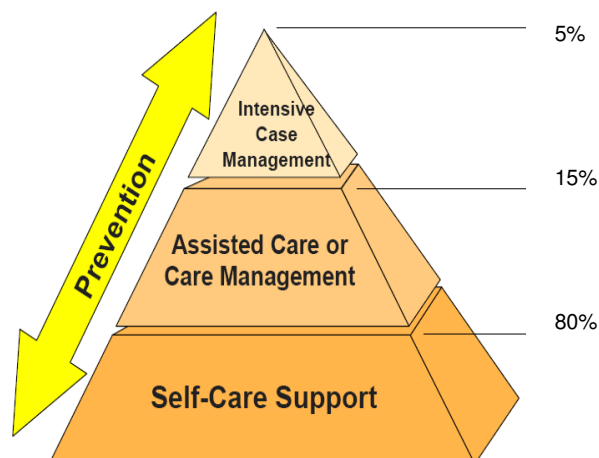 5%
Intensive
Case
Management
15%
Prevention
Assisted Care or
Care Management
80%
Self-Care Support